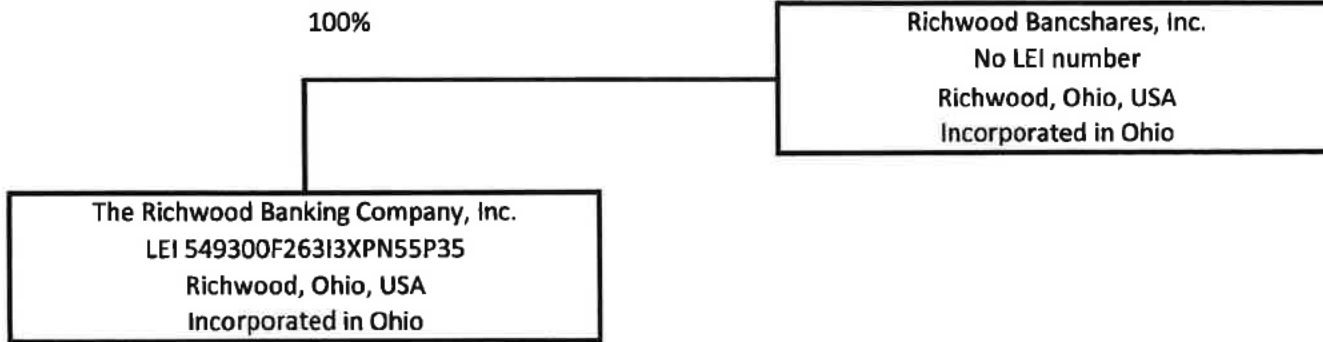 100%
Richwood Bancshares, Inc.
No LEI number
Richwood, Ohio, USA
Incorporated in Ohio
The Richwood Banking Company, Inc.
LEI 549300F263I3XPN55P35
Richwood, Ohio, USA
Incorporated in Ohio